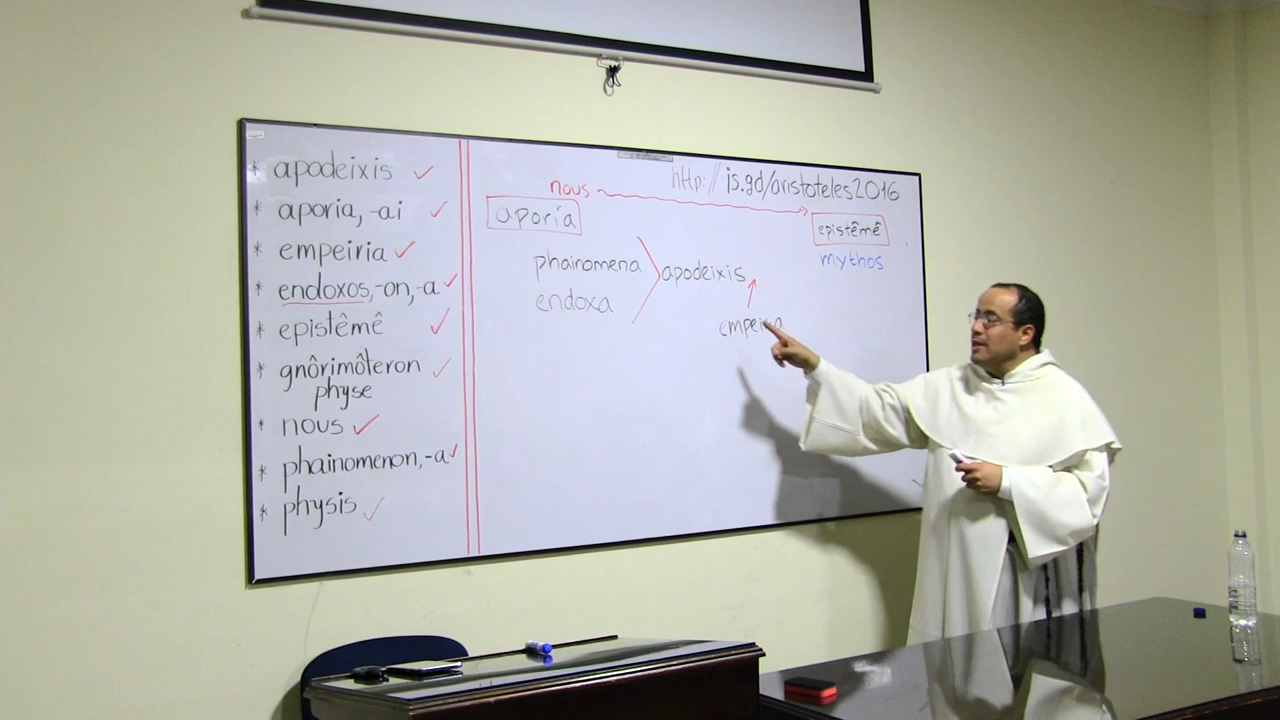 * apodeixis ✓
* aporia, -ai ✓
* empeiria ✓
* endoxos,-on,-a ✓
* epistêmê ✓
* gnôrimôteron ✓
physe
* nous ✓
* phainomenon,-a ✓
* physis ✓
http://is.gd/aristoteles2016
nous
aporía
epistêmê
mythos
phainomena
endoxa
apodeixis
empeiria